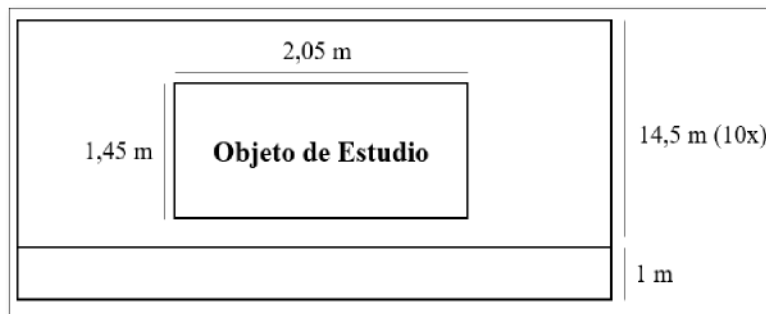 2,05 m
1,45 m
Objeto de Estudio
14,5 m (10x)
1 m